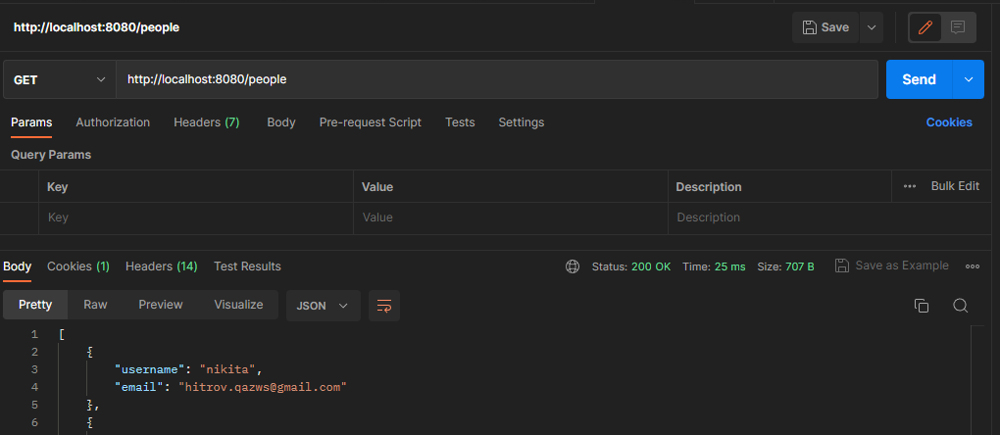 http://localhost:8080/people
Save
GET
http://localhost:8080/people
Send
Params Authorization Headers (7) Body Pre-request Script Tests Settings Cookies
Query Params
Key Value Description ••• Bulk Edit
Key Value Description
Body Cookies (1) Headers (14) Test Results Status: 200 OK Time: 25 ms Size: 707 B Save as Example
Pretty Raw Preview Visualize JSON
1 [
2 {
3 "username": "nikita",
4 "email": "hitrov.qazws@gmail.com"
5 },
6 {